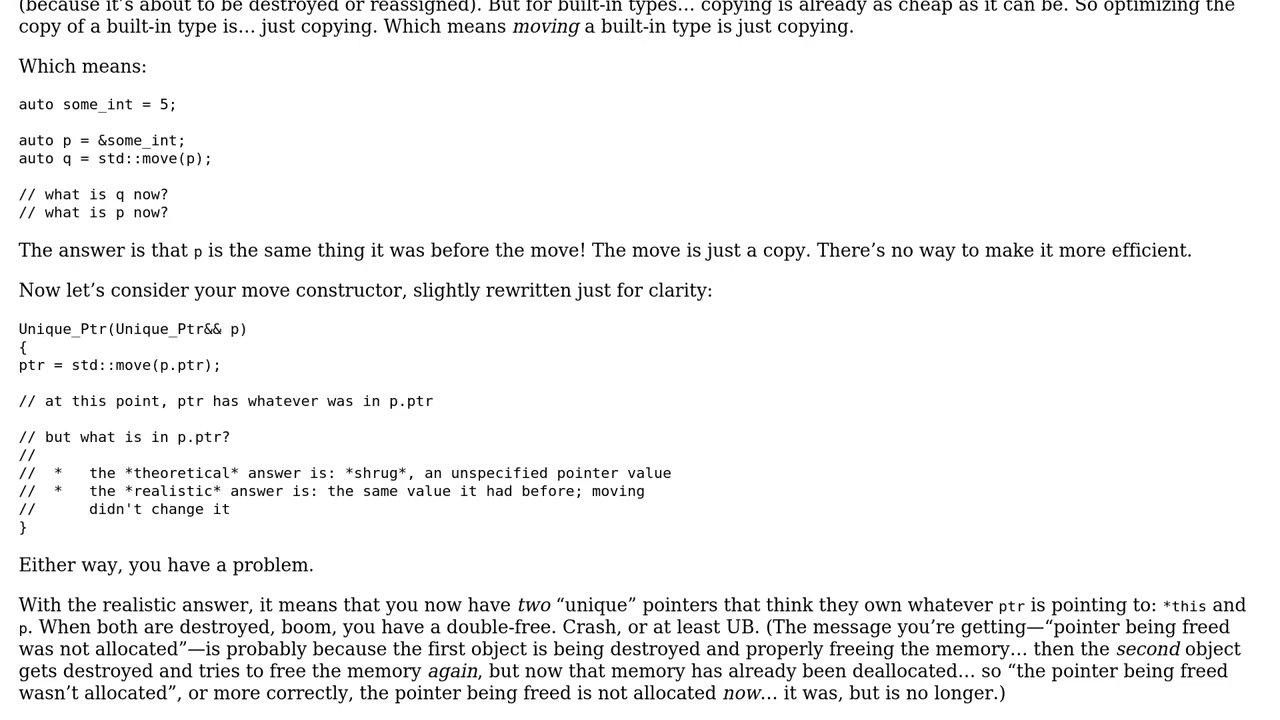 (because it’s about to be destroyed or reassigned). But for built-in types… copying is already as cheap as it can be. So optimizing the
copy of a built-in type is… just copying. Which means moving a built-in type is just copying.
Which means:
auto some_int = 5;
auto p = &some_int;
auto q = std::move(p);
// what is q now?
// what is p now?
The answer is that p is the same thing it was before the move! The move is just a copy. There’s no way to make it more efficient.
Now let’s consider your move constructor, slightly rewritten just for clarity:
Unique_Ptr(Unique_Ptr&& p)
{
ptr = std::move(p.ptr);
// at this point, ptr has whatever was in p.ptr
// but what is in p.ptr?
//
//  *   the *theoretical* answer is: *shrug*, an unspecified pointer value
//  *   the *realistic* answer is: the same value it had before; moving
//      didn't change it
}
Either way, you have a problem.
With the realistic answer, it means that you now have two “unique” pointers that think they own whatever ptr is pointing to: *this and
p. When both are destroyed, boom, you have a double-free. Crash, or at least UB. (The message you’re getting—“pointer being freed
was not allocated”—is probably because the first object is being destroyed and properly freeing the memory… then the second object
gets destroyed and tries to free the memory again, but now that memory has already been deallocated… so “the pointer being freed
wasn’t allocated”, or more correctly, the pointer being freed is not allocated now… it was, but is no longer.)